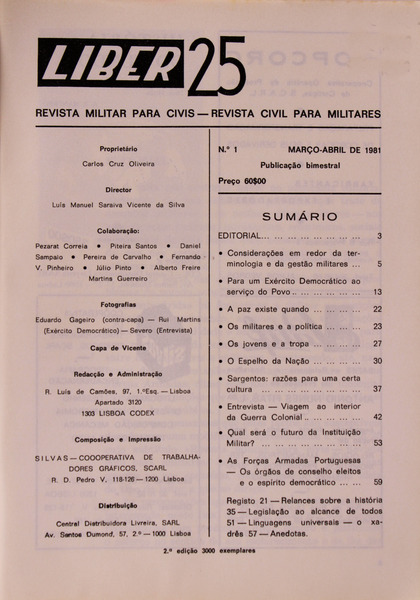 LIBER 25
REVISTA MILITAR PARA CIVIS — REVISTA CIVIL PARA MILITARES
Proprietário
Carlos Cruz Oliveira
Director
Luís Manuel Saraiva Vicente da Silva
Colaboração:
Pezarat Correia • Piteira Santos • Daniel
Sampaio • Pereira de Carvalho • Fernando
V. Pinheiro • Júlio Pinto • Alberto Freire
Martins Guerreiro
Fotografias
Eduardo Gageiro (contra-capa) — Rui Martins
(Exército Democrático) — Severo (Entrevista)
Capa de Vicente
Redacção e Administração
R. Luís de Camões, 97, 1.º Esq. — Lisboa
Apartado 3120
1303 LISBOA CODEX
Composição e Impressão
SILVAS — COOOPERATIVA DE TRABALHA-
DORES GRÁFICOS, SCARL
R. D. Pedro V, 118-126 — 1200 Lisboa
Distribuição
Central Distribuidora Livreira, SARL
Av. Santos Dumond, 57, 2.º — 1000 Lisboa
N.º 1 MARÇO-ABRIL DE 1981
Publicação bimestral
Preço 60$00
SUMÁRIO
EDITORIAL... ... ... ... ... ... ... 3
• Considerações em redor da ter-
minologia e da gestão militares ... 5
• Para um Exército Democrático ao
serviço do Povo ... ... ... ... ... 13
• A paz existe quando ... ... ... ... 22
• Os militares e a política ... ... ... 23
• Os jovens e a tropa ... ... ... ... 27
• O Espelho da Nação ... ... ... ... 30
• Sargentos: razões para uma certa
cultura ... ... ... ... ... ... ... 37
• Entrevista — Viagem ao interior
da Guerra Colonial ... ... ... ... 42
• Qual será o futuro da Instituição
Militar? ... ... ... ... ... ... ... 53
• As Forças Armadas Portuguesas
— Os órgãos de conselho eleitos
e o espírito democrático ... ... ... 59
Registo 21 — Relances sobre a história
35 — Legislação ao alcance de todos
51 — Linguagens universais — o xa-
drês 57 — Anedotas.
2.ª edição 3000 exemplares